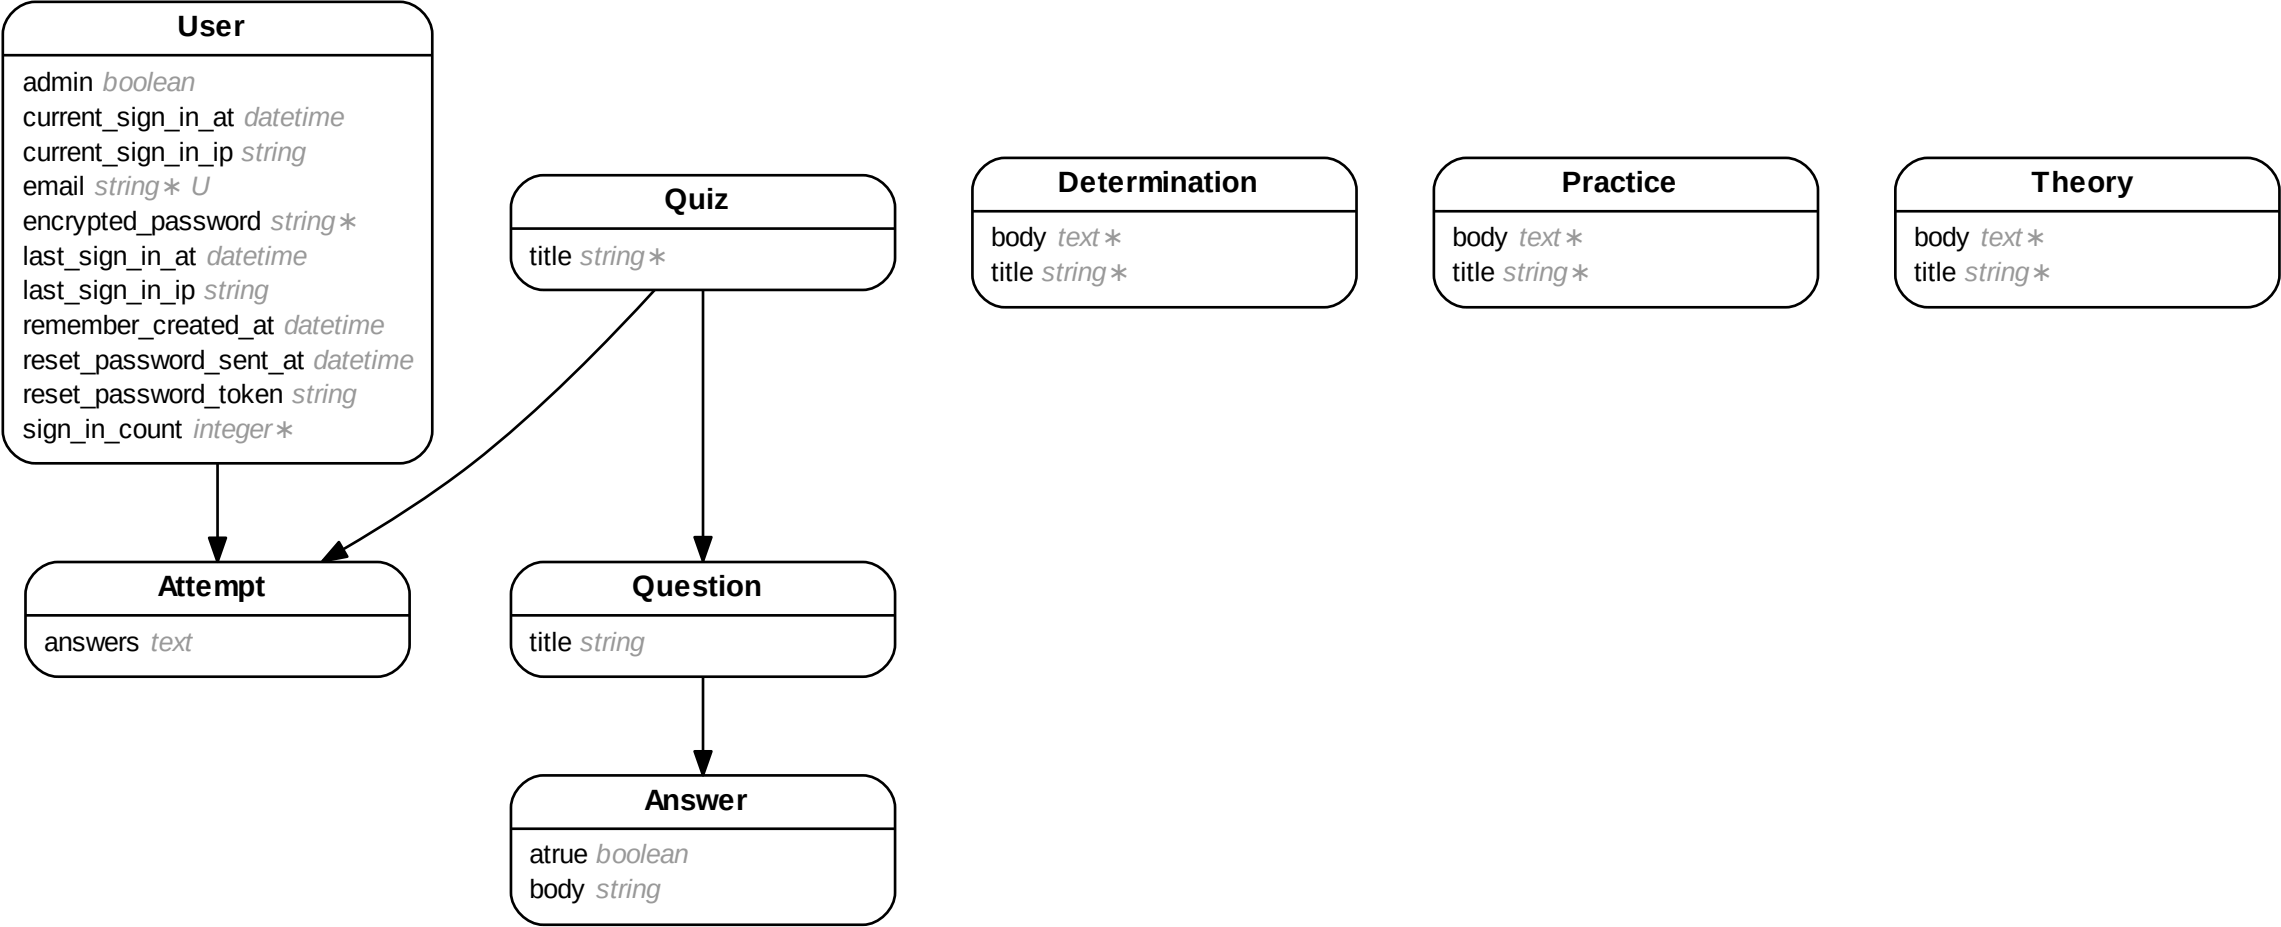 User
admin boolean
current_sign_in_at datetime
current_sign_in_ip string
email string∗ U
encrypted_password string∗
last_sign_in_at datetime
last_sign_in_ip string
remember_created_at datetime
reset_password_sent_at datetime
reset_password_token string
sign_in_count integer∗
Quiz
title string∗
Determination
body text∗
title string∗
Practice
body text∗
title string∗
Theory
body text∗
title string∗
Attempt
answers text
Question
title string
Answer
atrue boolean
body string